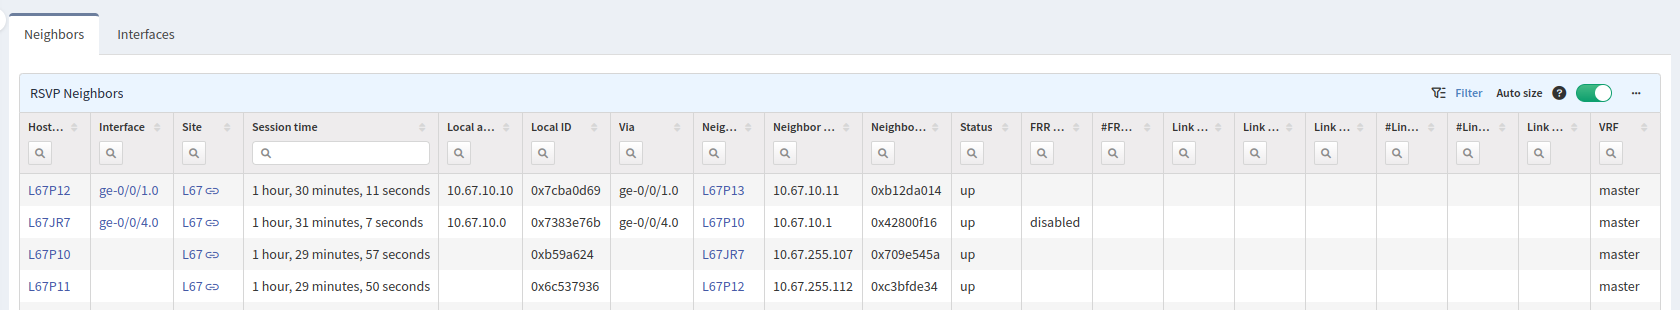 Neighbors Interfaces
RSVP Neighbors Filter Auto size ? ...
Host... Interface Site Session time Local a... Local ID Via Neig... Neighbor ... Neighbo... Status FRR ... #FR... Link ... Link ... Link ... #Lin... #Lin... Link ... VRF
L67P12 ge-0/0/1.0 L67 1 hour, 30 minutes, 11 seconds 10.67.10.10 0x7cba0d69 ge-0/0/1.0 L67P13 10.67.10.11 0xb12da014 up master
L67JR7 ge-0/0/4.0 L67 1 hour, 31 minutes, 7 seconds 10.67.10.0 0x7383e76b ge-0/0/4.0 L67P10 10.67.10.1 0x42800f16 up disabled master
L67P10 L67 1 hour, 29 minutes, 57 seconds 0xb59a624 L67JR7 10.67.255.107 0x709e545a up master
L67P11 L67 1 hour, 29 minutes, 50 seconds 0x6c537936 L67P12 10.67.255.112 0xc3bfde34 up master